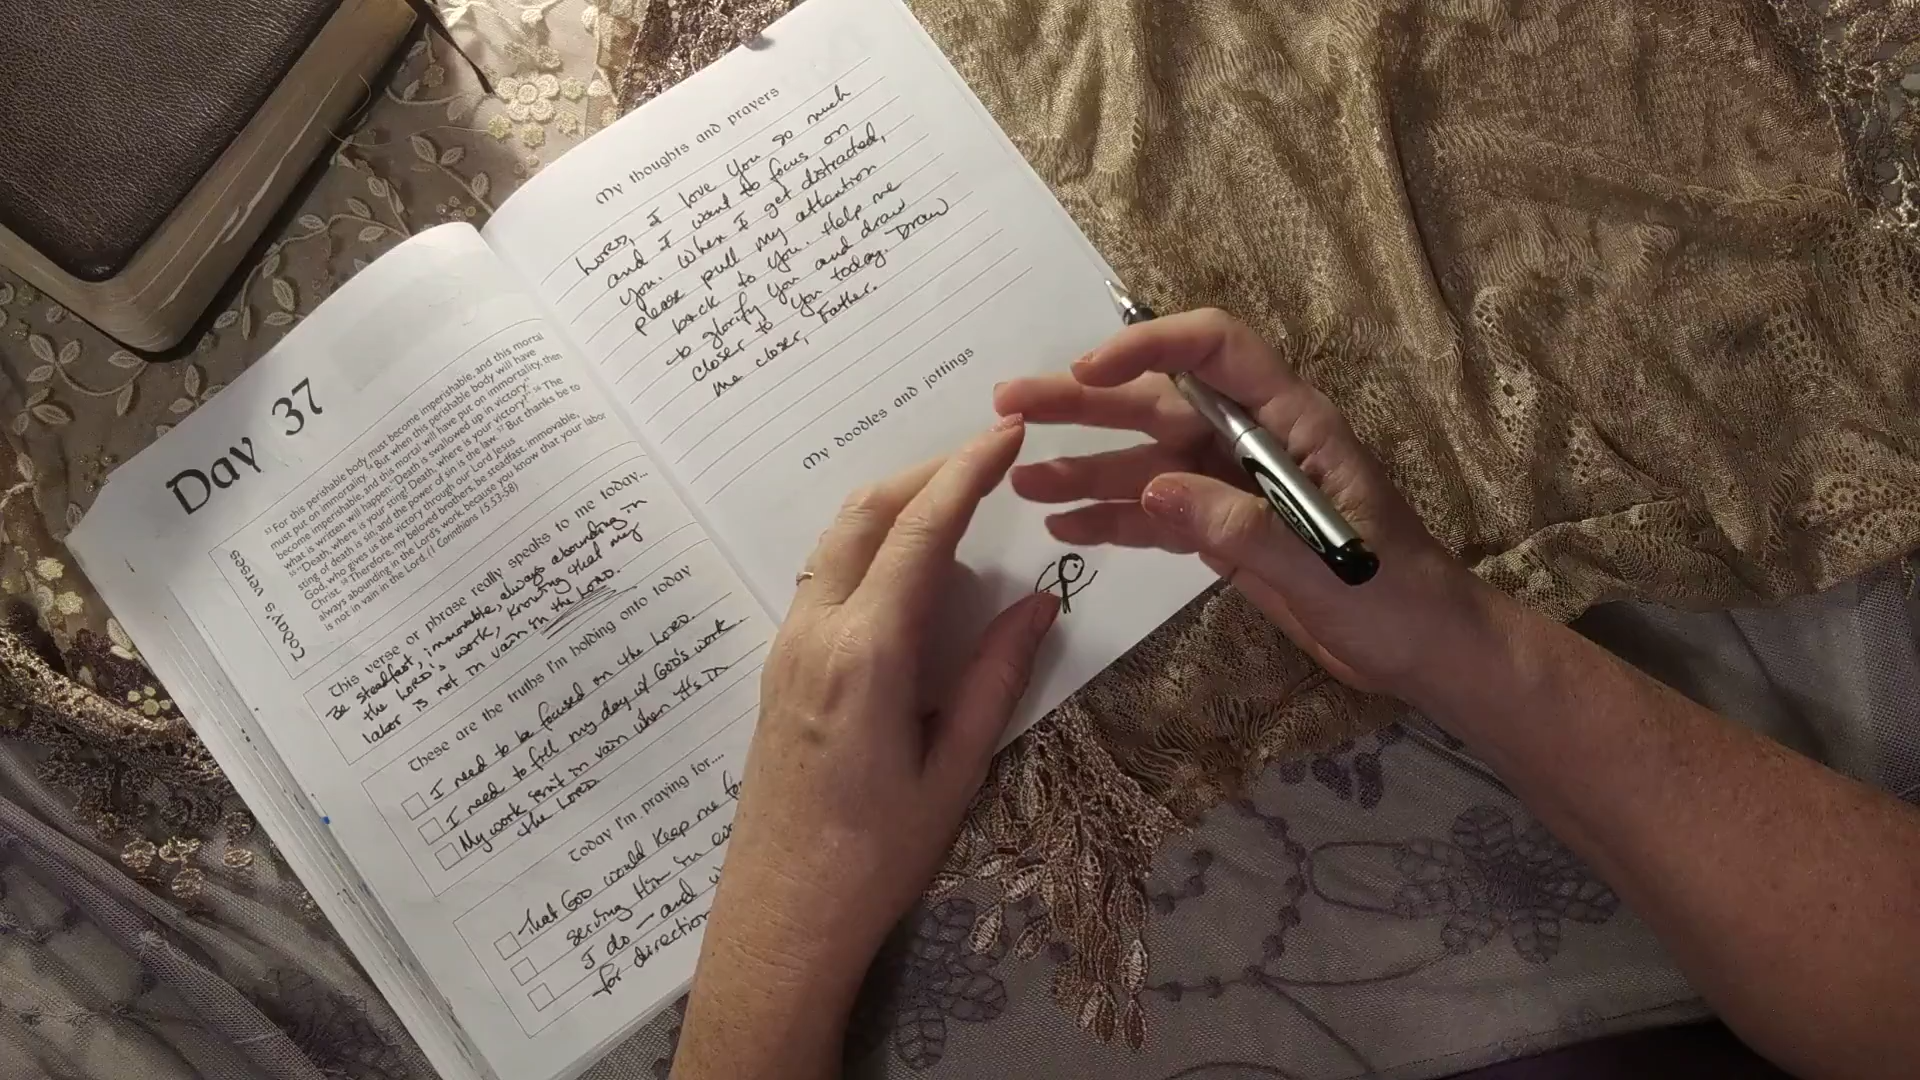 Day 37
Today's verses
53 For this perishable body must become imperishable, and this mortal
must put on immortality. 54 But when this perishable body will have
become imperishable, and this mortal will have put on immortality, then
what is written will happen: "Death is swallowed up in victory."
55 "Death, where is your sting? Death, where is your victory?" 56 The
sting of death is sin, and the power of sin is the law. 57 But thanks be to
God, who gives us the victory through our Lord Jesus
Christ. 58 Therefore, my beloved brothers, be steadfast, immovable,
always abounding in the Lord's work, because you know that your labor
is not in vain in the Lord. (1 Corinthians 15:53-58)
This verse or phrase really speaks to me today...
Be steadfast, immovable, always abounding in
the LORD's work, knowing that my
labor is not in vain in the LORD.
These are the truths I'm holding onto today
I need to be focused on the LORD.
I need to fill my day w/ God's work.
My work isn't in vain when it's in
the LORD
Today I'm praying for....
That God would keep me
serving Him in
I do - and
for direction
My thoughts and prayers
LORD, I love You so much
and I want to focus on
You. When I get distracted,
please pull my attention
back to You. Help me
to glorify You and draw
closer to You today. Draw
me closer, Father.
My doodles and jottings